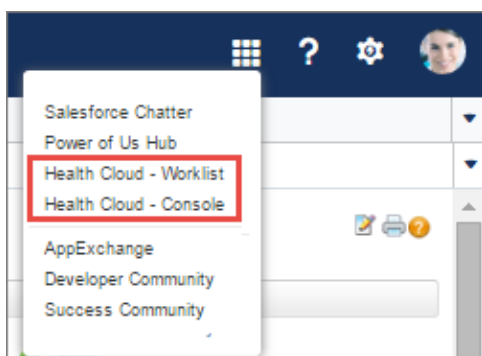 ?
Salesforce Chatter
Power of Us Hub
Health Cloud - Worklist
Health Cloud - Console
AppExchange
Developer Community
Success Community
?